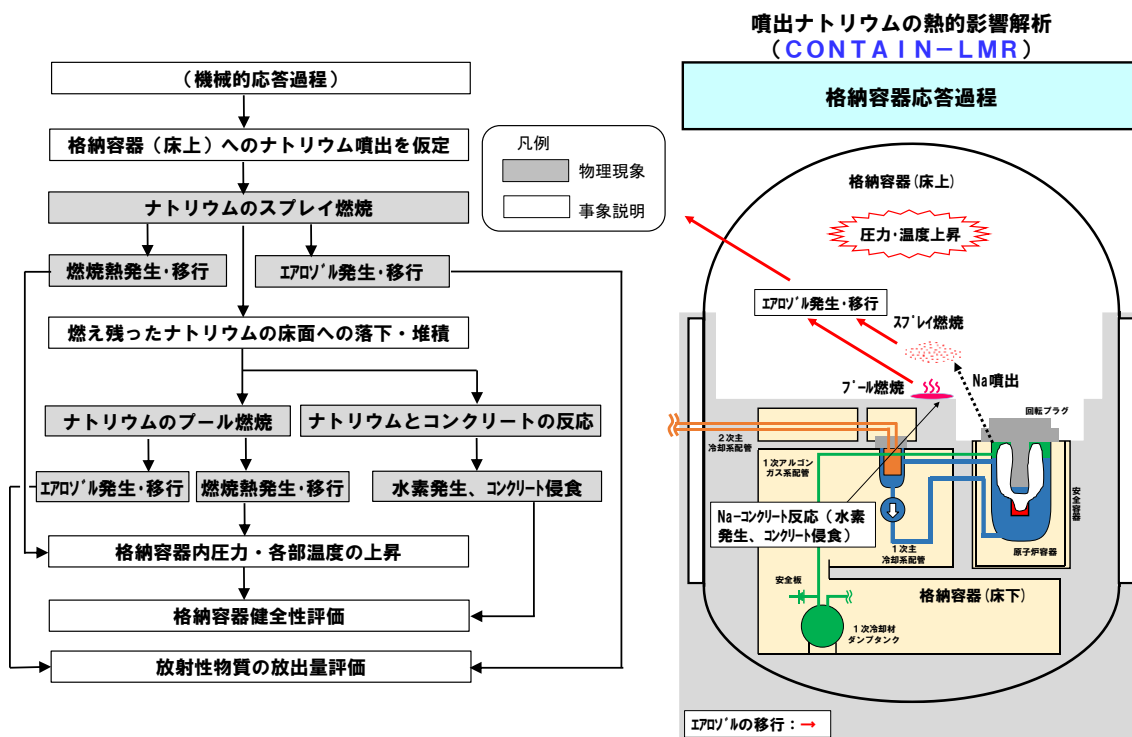 （機械的応答過程）
格納容器（床上）へのナトリウム噴出を仮定
ナトリウムのスプレイ燃焼
燃焼熱発生･移行
ｴｱﾛｿﾞﾙ発生･移行
燃え残ったナトリウムの床面への落下・堆積
ナトリウムのプール燃焼
ナトリウムとコンクリートの反応
ｴｱﾛｿﾞﾙ発生･移行
燃焼熱発生･移行
水素発生、ｺﾝｸﾘｰﾄ侵食
格納容器内圧力・各部温度の上昇
格納容器健全性評価
放射性物質の放出量評価
凡例
物理現象
事象説明
噴出ナトリウムの熱的影響解析
（ＣＯＮＴＡＩＮ－ＬＭＲ）
格納容器応答過程
格納容器(床上)
圧力･温度上昇
ｴｱﾛｿﾞﾙ発生･移行
ｽﾌﾟﾚｲ燃焼
Na噴出
ﾌﾟｰﾙ燃焼
回転プラグ
２次主
冷却系配管
１次アルゴン
ガス系配管
安全容器
Na-コンクリート反応（水素
発生、ｺﾝｸﾘｰﾄ侵食）
原子炉容器
１次主
冷却系配管
安全板
格納容器(床下)
１次冷却材
ダンプタンク
ｴｱﾛｿﾞﾙの移行：→